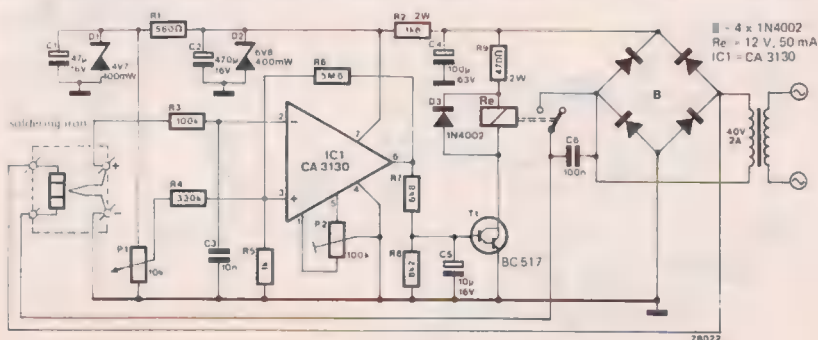 C1
47µ
16V
D1
4V7
400mW
R1
560Ω
C2
470µ
16V
D2
6V8
400mW
R2 2W
1k8
C4
100µ
63V
R9
470Ω
2W
4 x 1N4002
Re = 12 V, 50 mA
IC1 = CA 3130
R6
5M6
soldering iron
R3
100k
2
7
IC1
CA 3130
6
D3
1N4002
Re
B
C6
100n
40V
2A
+
−
R4
330k
3
+
−
4
5
1
R7
6k8
P1
10k
C3
10n
R5
1k
P2
100k
R8
8k2
C5
10µ
16V
T1
BC 517
78022